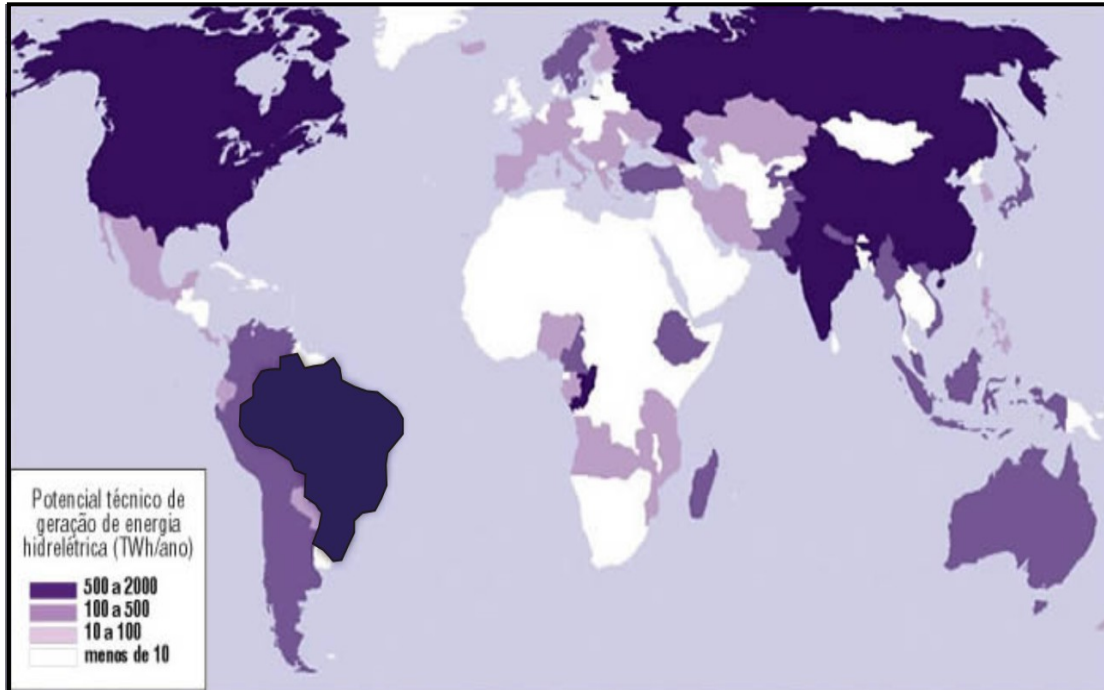 Potencial técnico de
geração de energia
hidrelétrica (TWh/ano)
500 a 2000
100 a 500
10 a 100
menos de 10